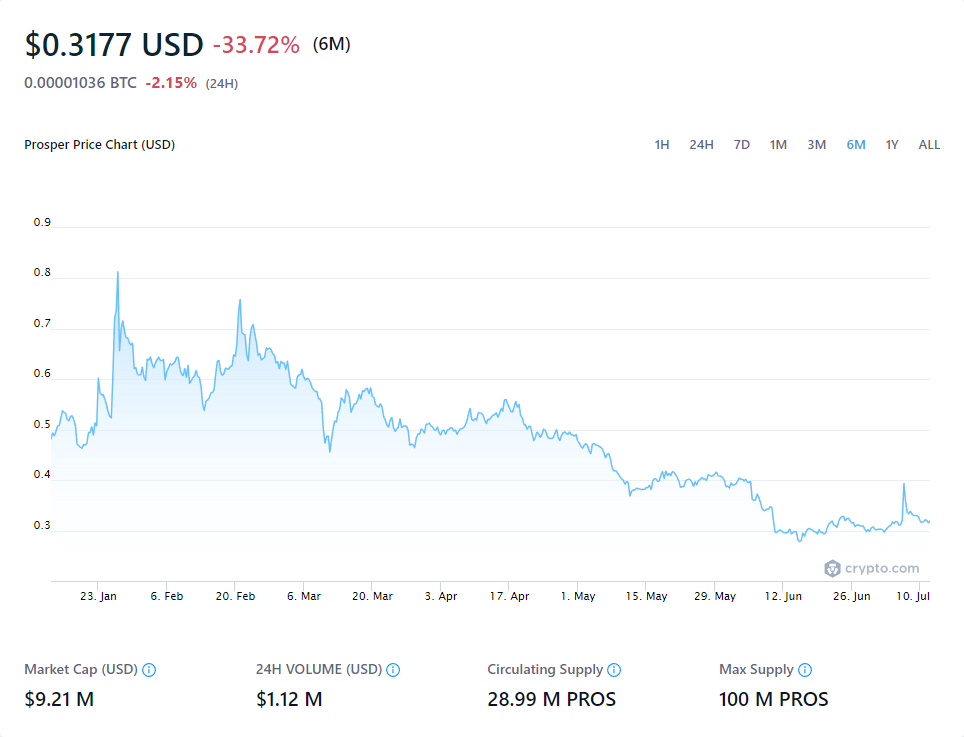 $0.3177 USD -33.72% (6M)
0.00001036 BTC -2.15% (24H)
Prosper Price Chart (USD) 1H 24H 7D 1M 3M 6M 1Y ALL
0.9
0.8
0.7
0.6
0.5
0.4
0.3
crypto.com
23. Jan 6. Feb 20. Feb 6. Mar 20. Mar 3. Apr 17. Apr 1. May 15. May 29. May 12. Jun 26. Jun 10. Jul
Market Cap (USD) 24H VOLUME (USD) Circulating Supply Max Supply
$9.21 M $1.12 M 28.99 M PROS 100 M PROS